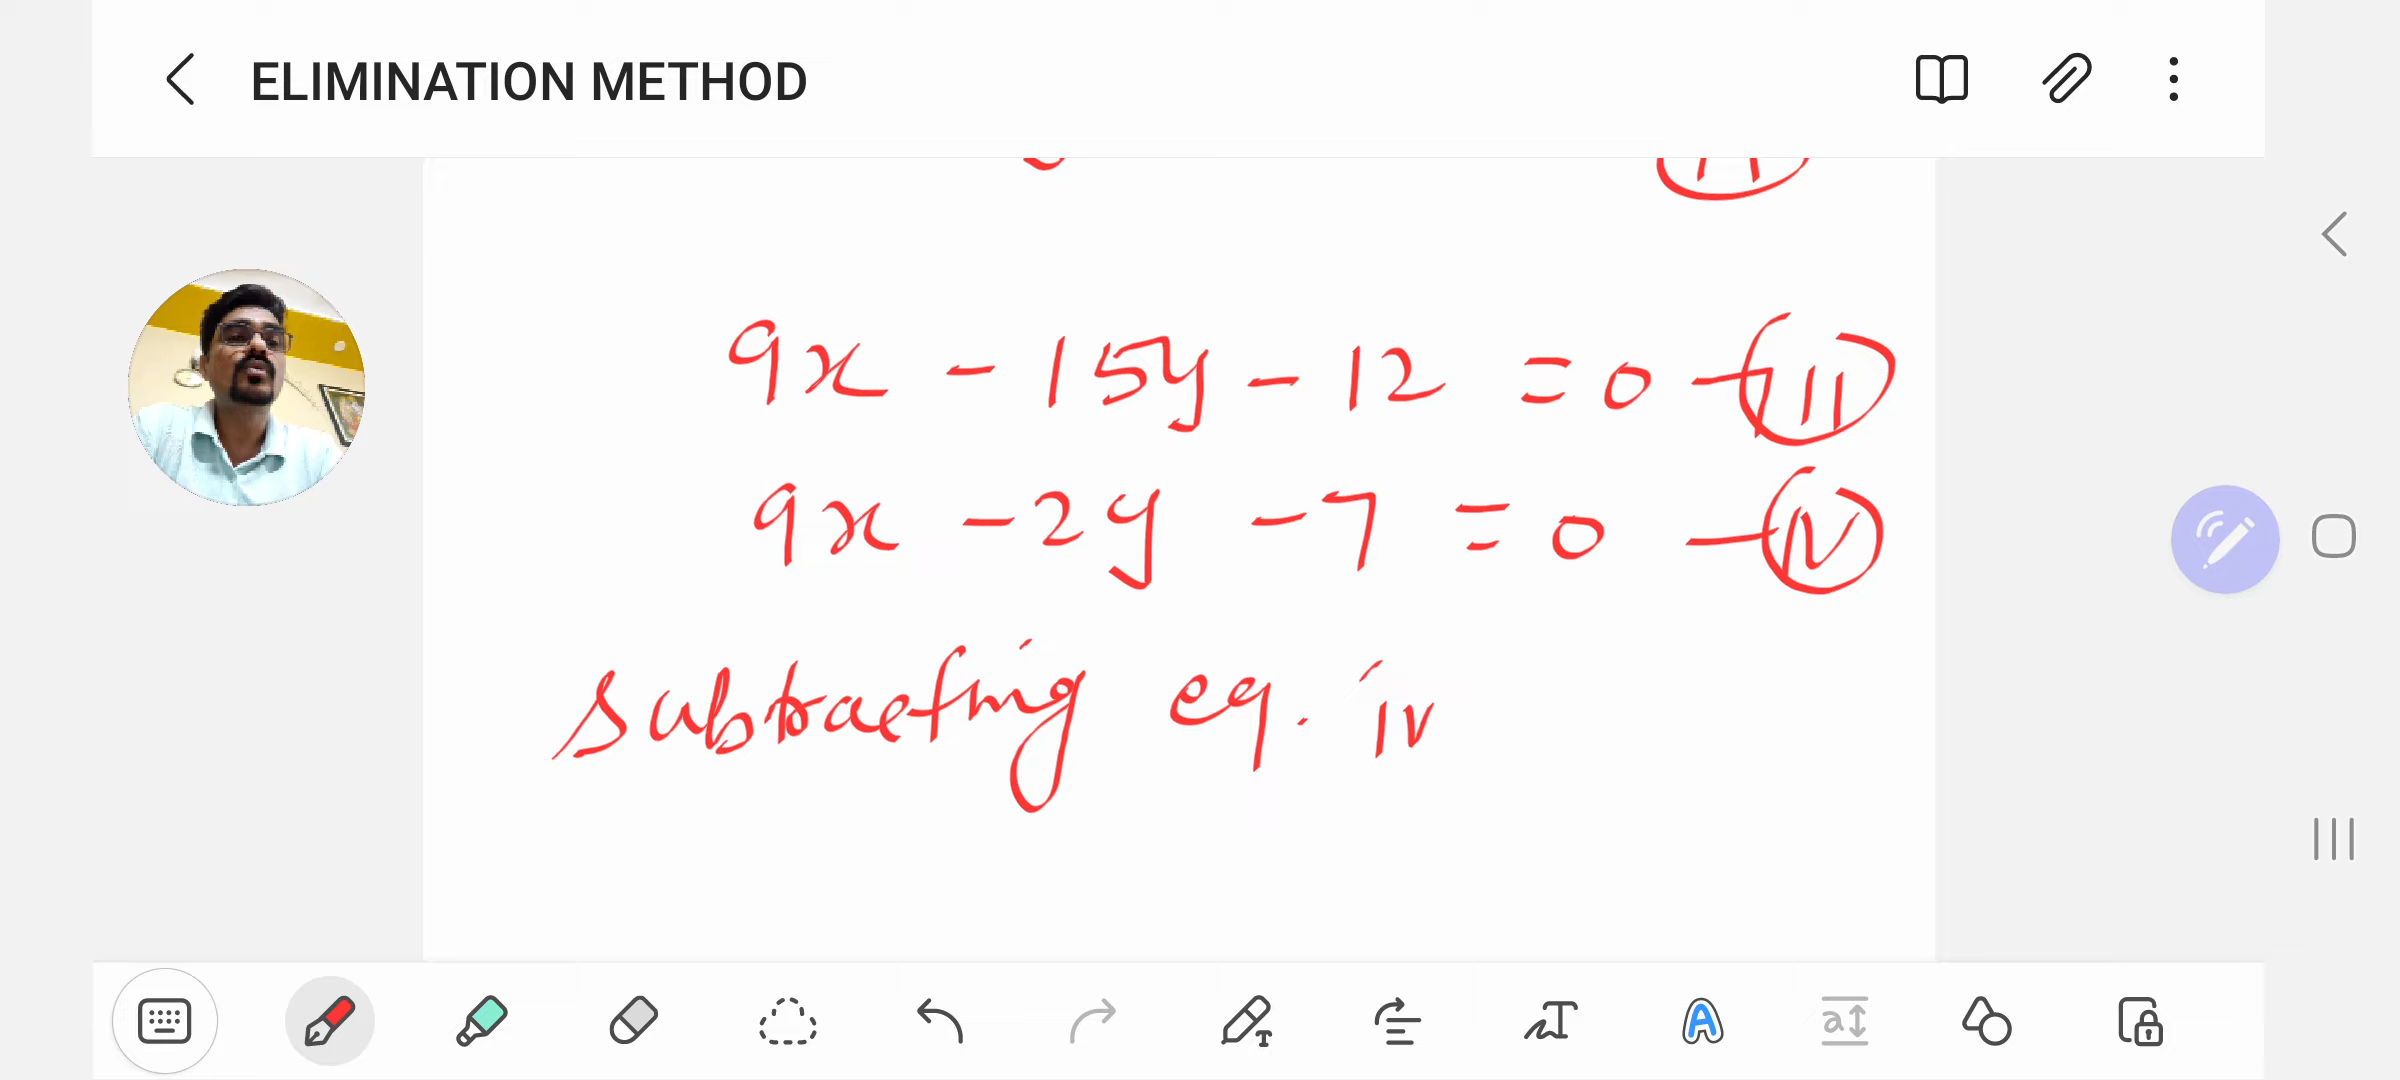 ELIMINATION METHOD
9x - 15y - 12 = 0 - III
9x - 2y - 7 = 0 - IV
Subtracting eq. iv